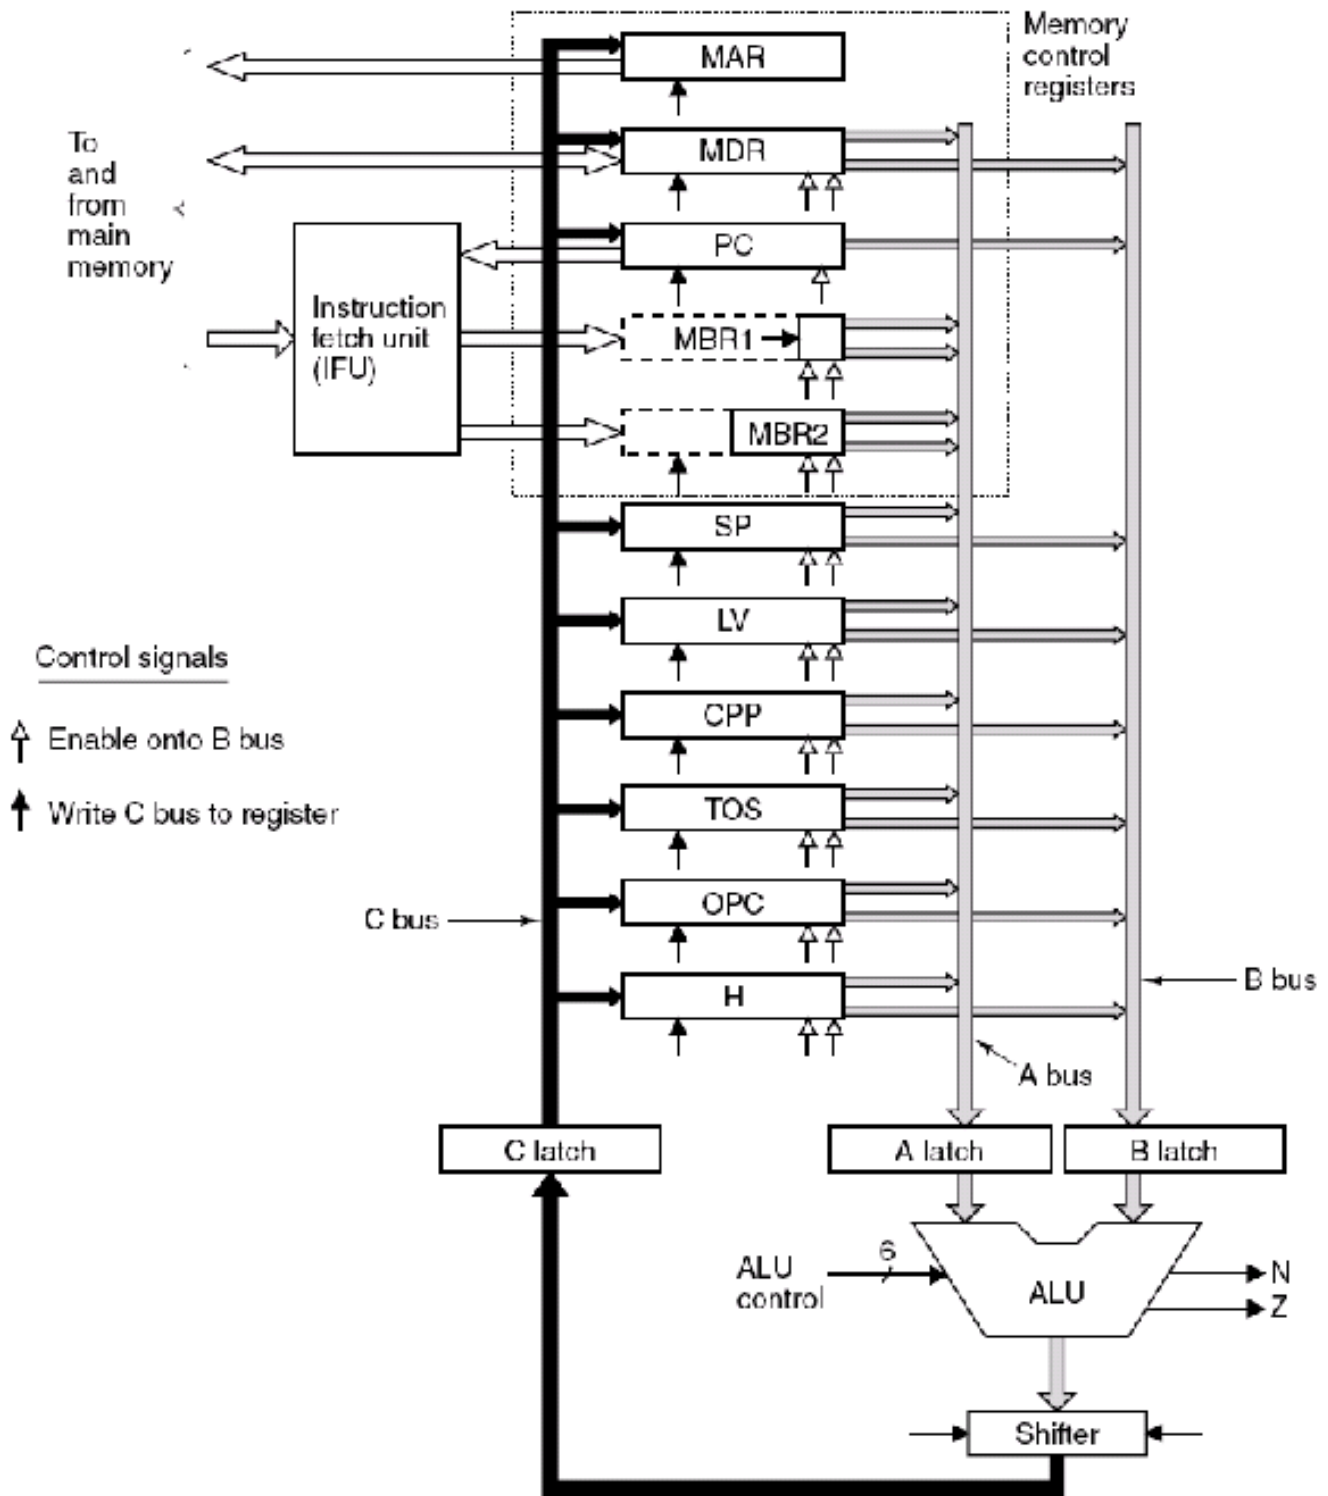 Memory
control
registers
MAR
To
and
from
main
memory
MDR
PC
Instruction
fetch unit
(IFU)
MBR1
MBR2
SP
LV
Control signals
Enable onto B bus
Write C bus to register
CPP
TOS
OPC
C bus
H
B bus
A bus
C latch
A latch
B latch
6
ALU
control
ALU
N
Z
Shifter